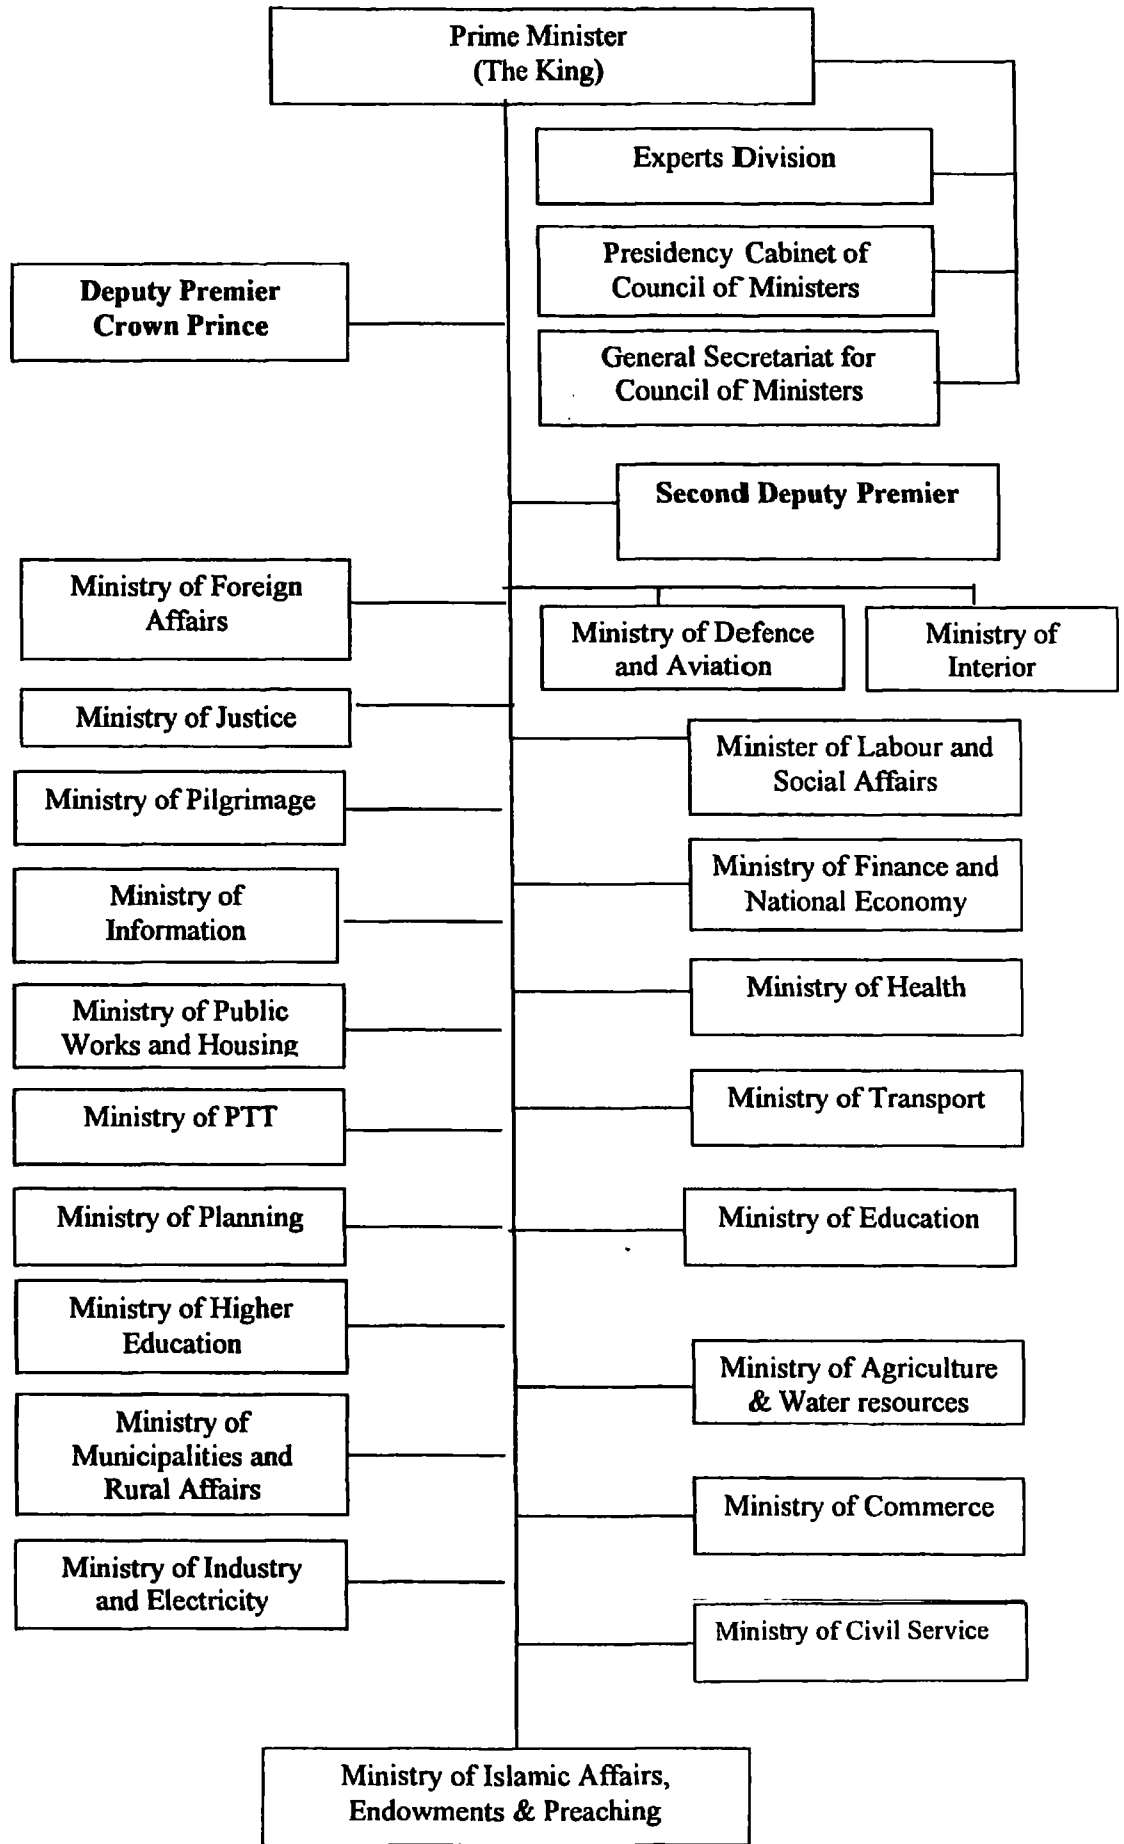 Prime Minister
(The King)
Experts Division
Presidency Cabinet of
Council of Ministers
Deputy Premier
Crown Prince
General Secretariat for
Council of Ministers
Second Deputy Premier
Ministry of Foreign
Affairs
Ministry of Defence
and Aviation
Ministry of
Interior
Ministry of Justice
Minister of Labour and
Social Affairs
Ministry of Pilgrimage
Ministry of Finance and
National Economy
Ministry of
Information
Ministry of Health
Ministry of Public
Works and Housing
Ministry of Transport
Ministry of PTT
Ministry of Planning
Ministry of Education
Ministry of Higher
Education
Ministry of Agriculture
& Water resources
Ministry of
Municipalities and
Rural Affairs
Ministry of Commerce
Ministry of Industry
and Electricity
Ministry of Civil Service
Ministry of Islamic Affairs,
Endowments & Preaching